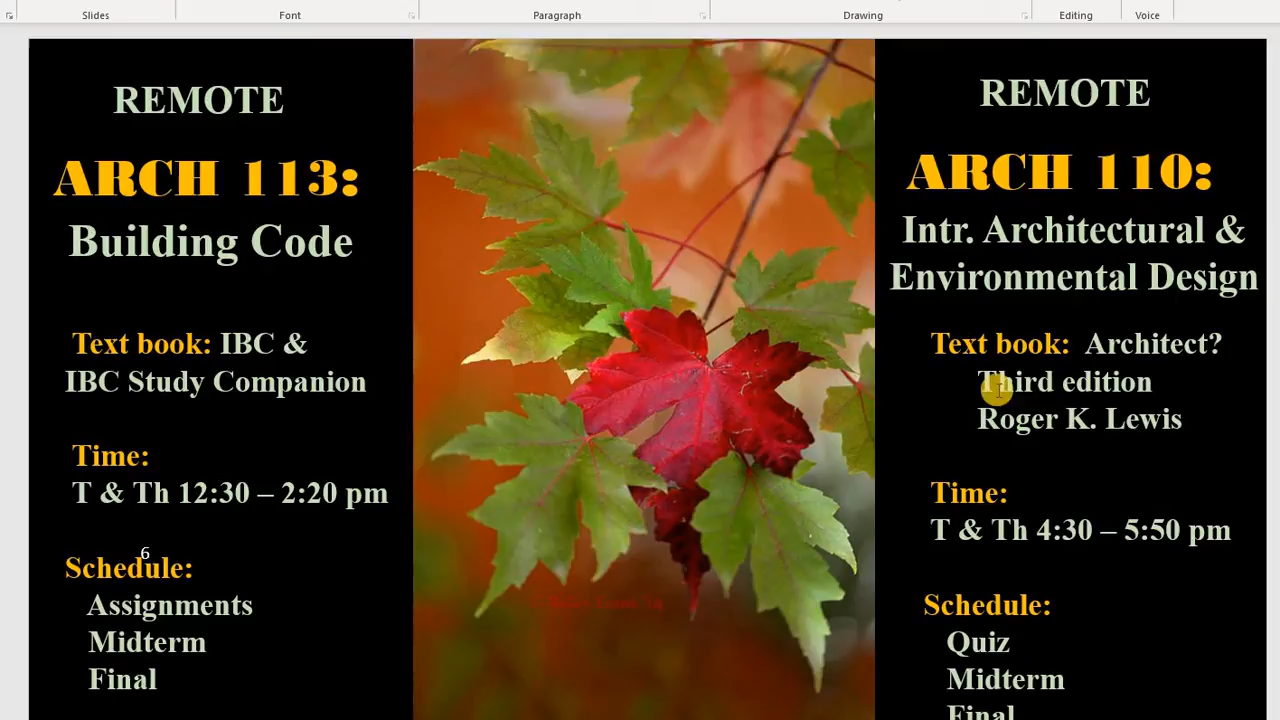 Slides
Font
Paragraph
Drawing
Editing
Voice
REMOTE
ARCH 113:
Building Code
Text book: IBC &
IBC Study Companion
Time:
T & Th 12:30 – 2:20 pm
6
Schedule:
Assignments
Midterm
Final
REMOTE
ARCH 110:
Intr. Architectural &
Environmental Design
Text book: Architect?
Third edition
Roger K. Lewis
Time:
T & Th 4:30 – 5:50 pm
Schedule:
Quiz
Midterm
Final